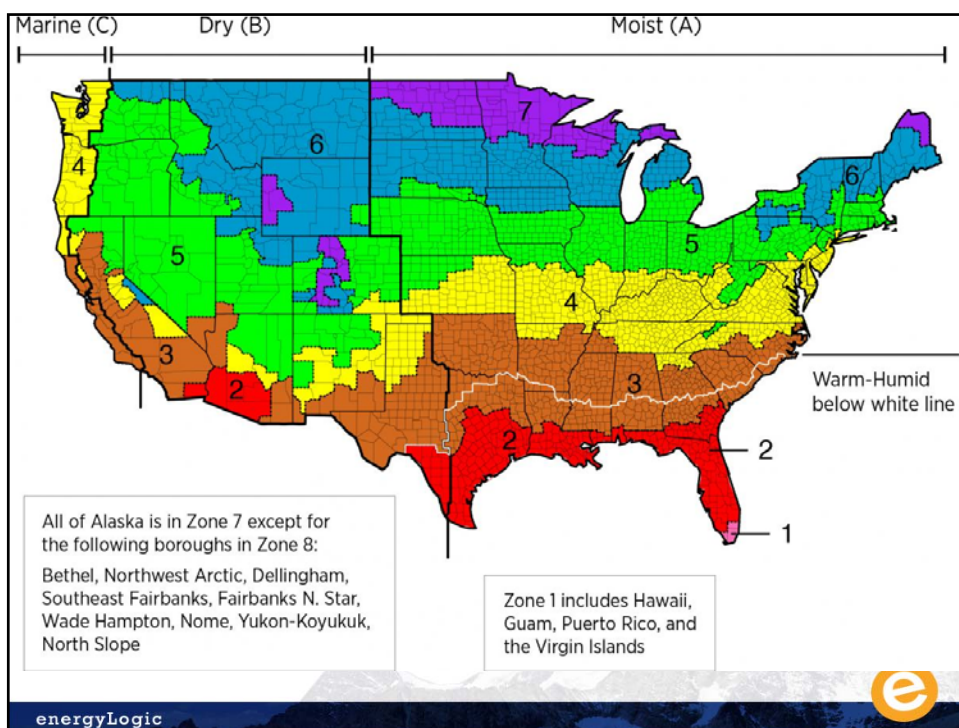 Marine (C)
Dry (B)
Moist (A)
7
6
4
6
5
5
4
3
3
2
Warm-Humid
below white line
2
2
1
All of Alaska is in Zone 7 except for
the following boroughs in Zone 8:
Bethel, Northwest Arctic, Dellingham,
Southeast Fairbanks, Fairbanks N. Star,
Wade Hampton, Nome, Yukon-Koyukuk,
North Slope
Zone 1 includes Hawaii,
Guam, Puerto Rico, and
the Virgin Islands
e
energyLogic